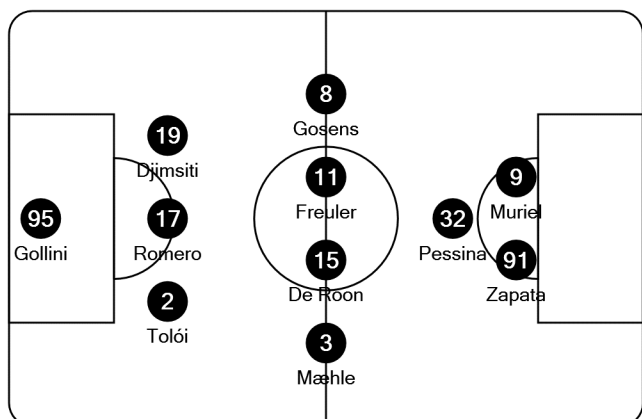 8
Gosens
19
Djimsiti
11
Freuler
9
Muriel
95
Gollini
17
Romero
32
Pessina
15
De Roon
91
Zapata
2
Tolói
3
Mæhle